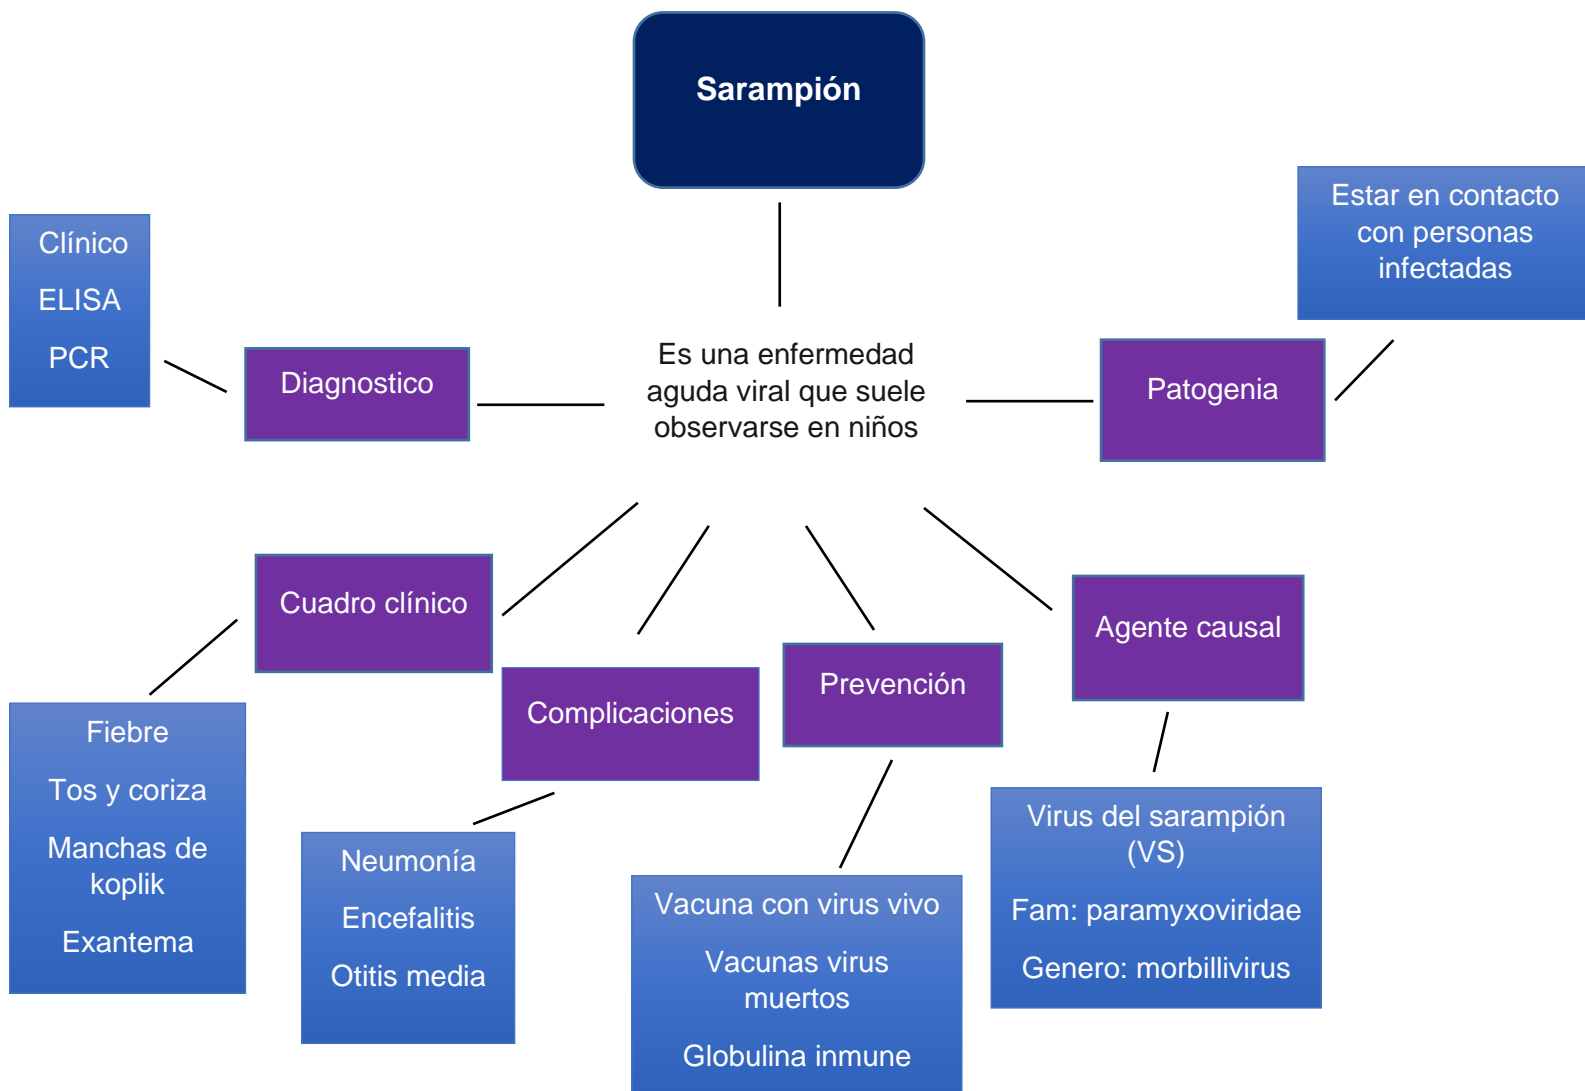 Sarampión
Estar en contacto
con personas
infectadas
Clínico
ELISA
PCR
Diagnostico
Es una enfermedad
aguda viral que suele
observarse en niños
Patogenia
Cuadro clínico
Complicaciones
Prevención
Agente causal
Fiebre
Tos y coriza
Manchas de
koplik
Exantema
Neumonía
Encefalitis
Otitis media
Vacuna con virus vivo
Vacunas virus
muertos
Globulina inmune
Virus del sarampión
(VS)
Fam: paramyxoviridae
Genero: morbillivirus